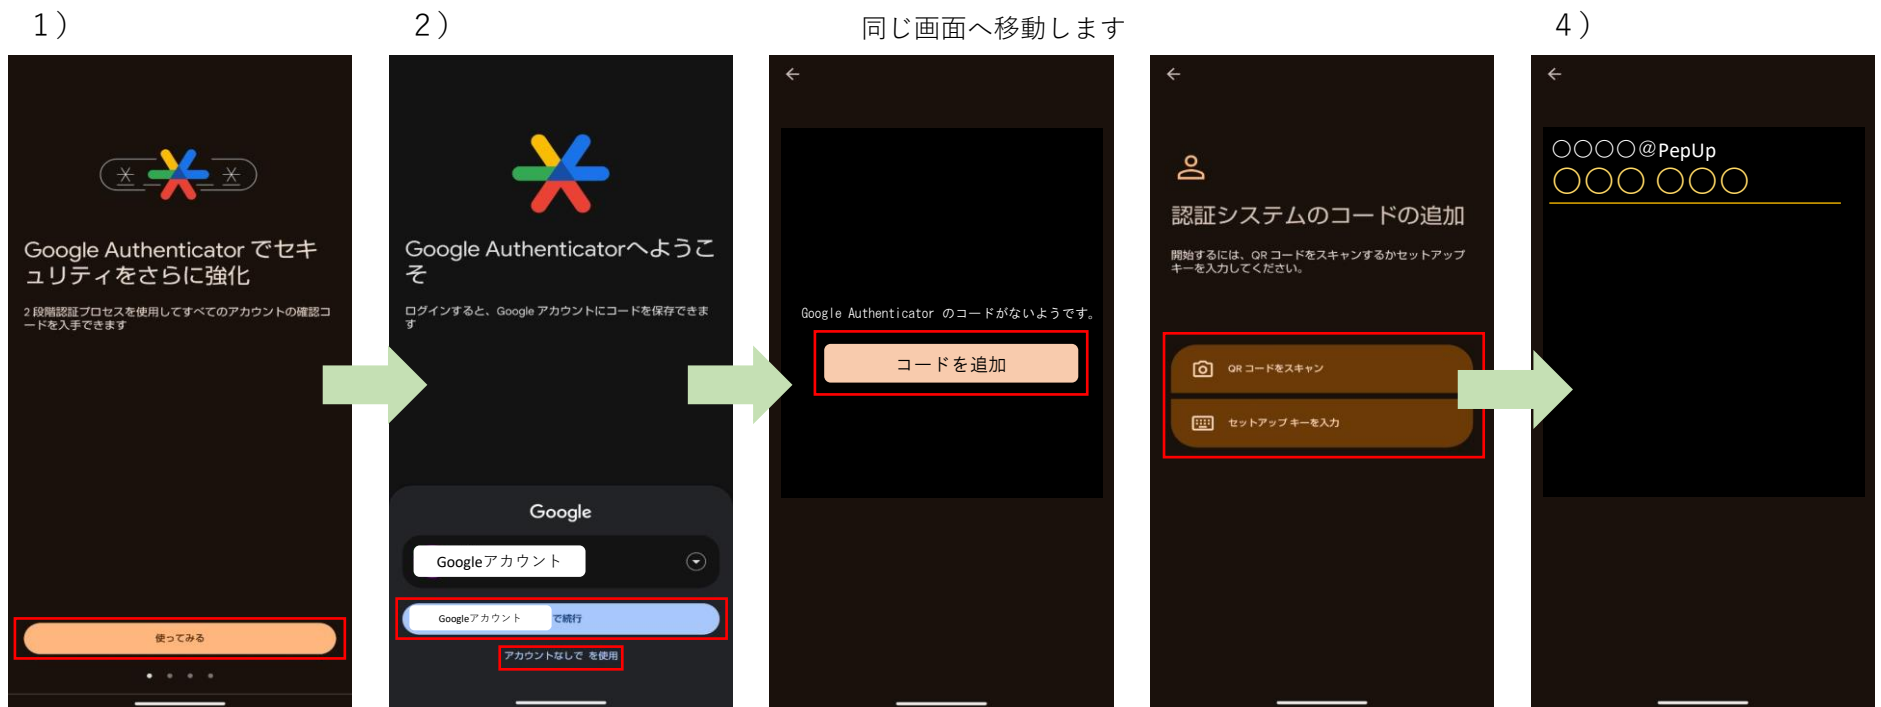 1）
2）
同じ画面へ移動します
4）
Google Authenticator でセキ
ュリティをさらに強化
2 段階認証プロセスを使用してすべてのアカウントの確認コ
ードを入手できます
使ってみる
Google Authenticatorへようこ
そ
ログインすると、Google アカウントにコードを保存できま
す
Google
Googleアカウント
Googleアカウント で続行
アカウントなしで を使用
Google Authenticator のコードがないようです。
コードを追加
認証システムのコードの追加
開始するには、QR コードをスキャンするかセットアップ
キーを入力してください。
QR コードをスキャン
セットアップ キーを入力
〇〇〇〇@PepUp
〇〇〇 〇〇〇